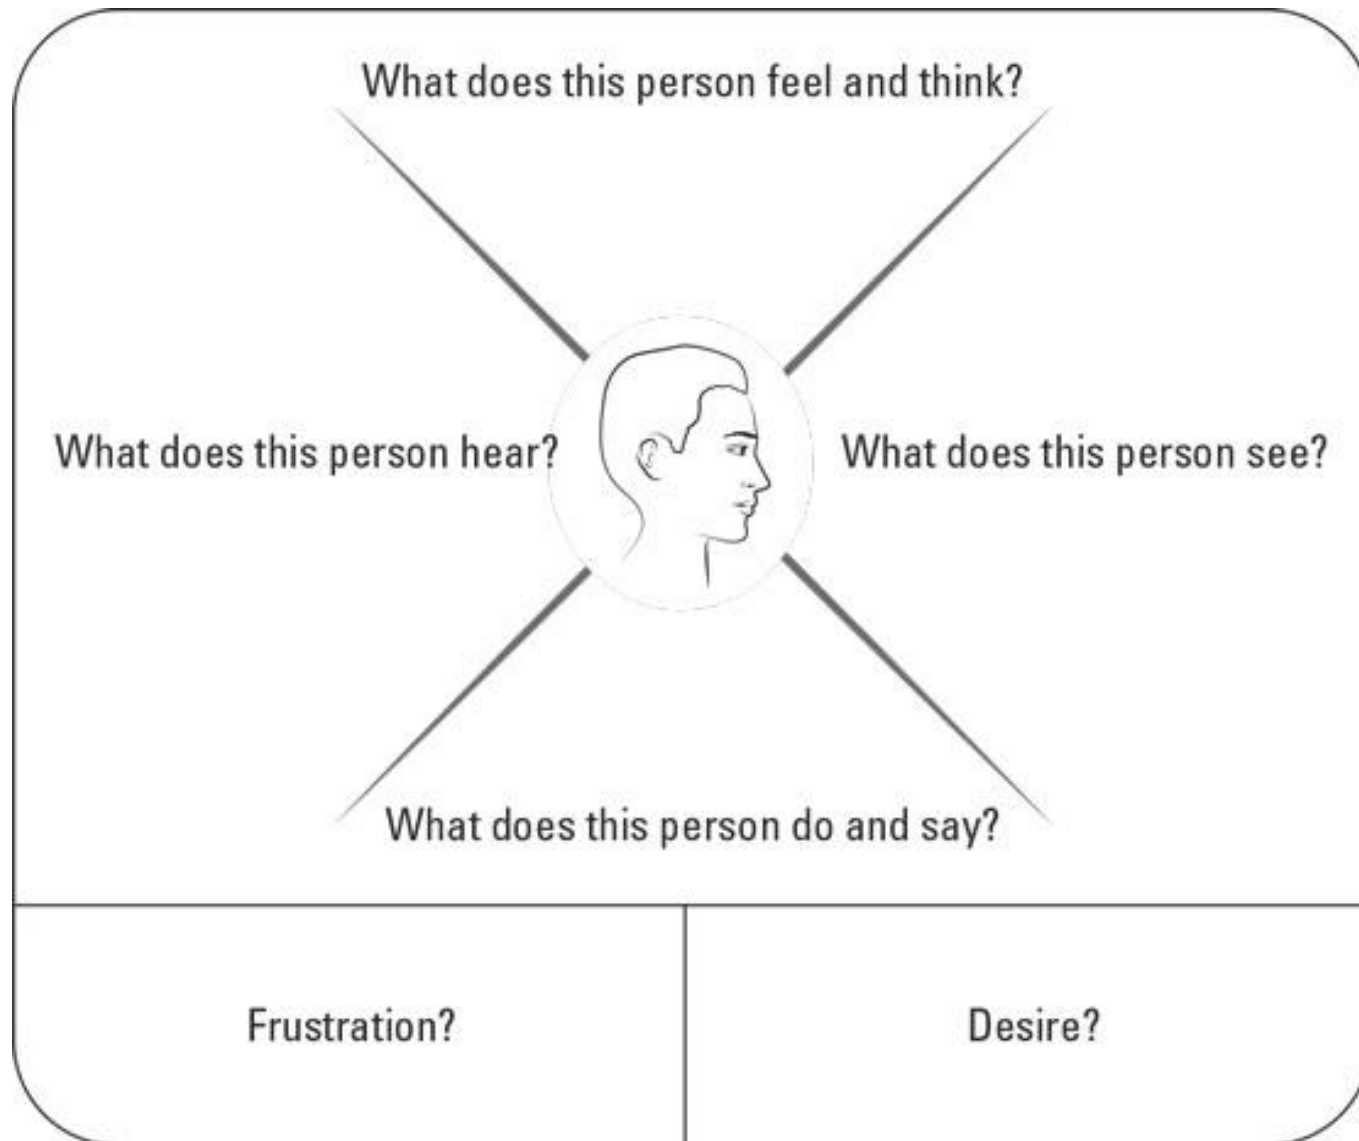 What does this person feel and think?
What does this person hear?
What does this person see?
What does this person do and say?
Frustration?
Desire?